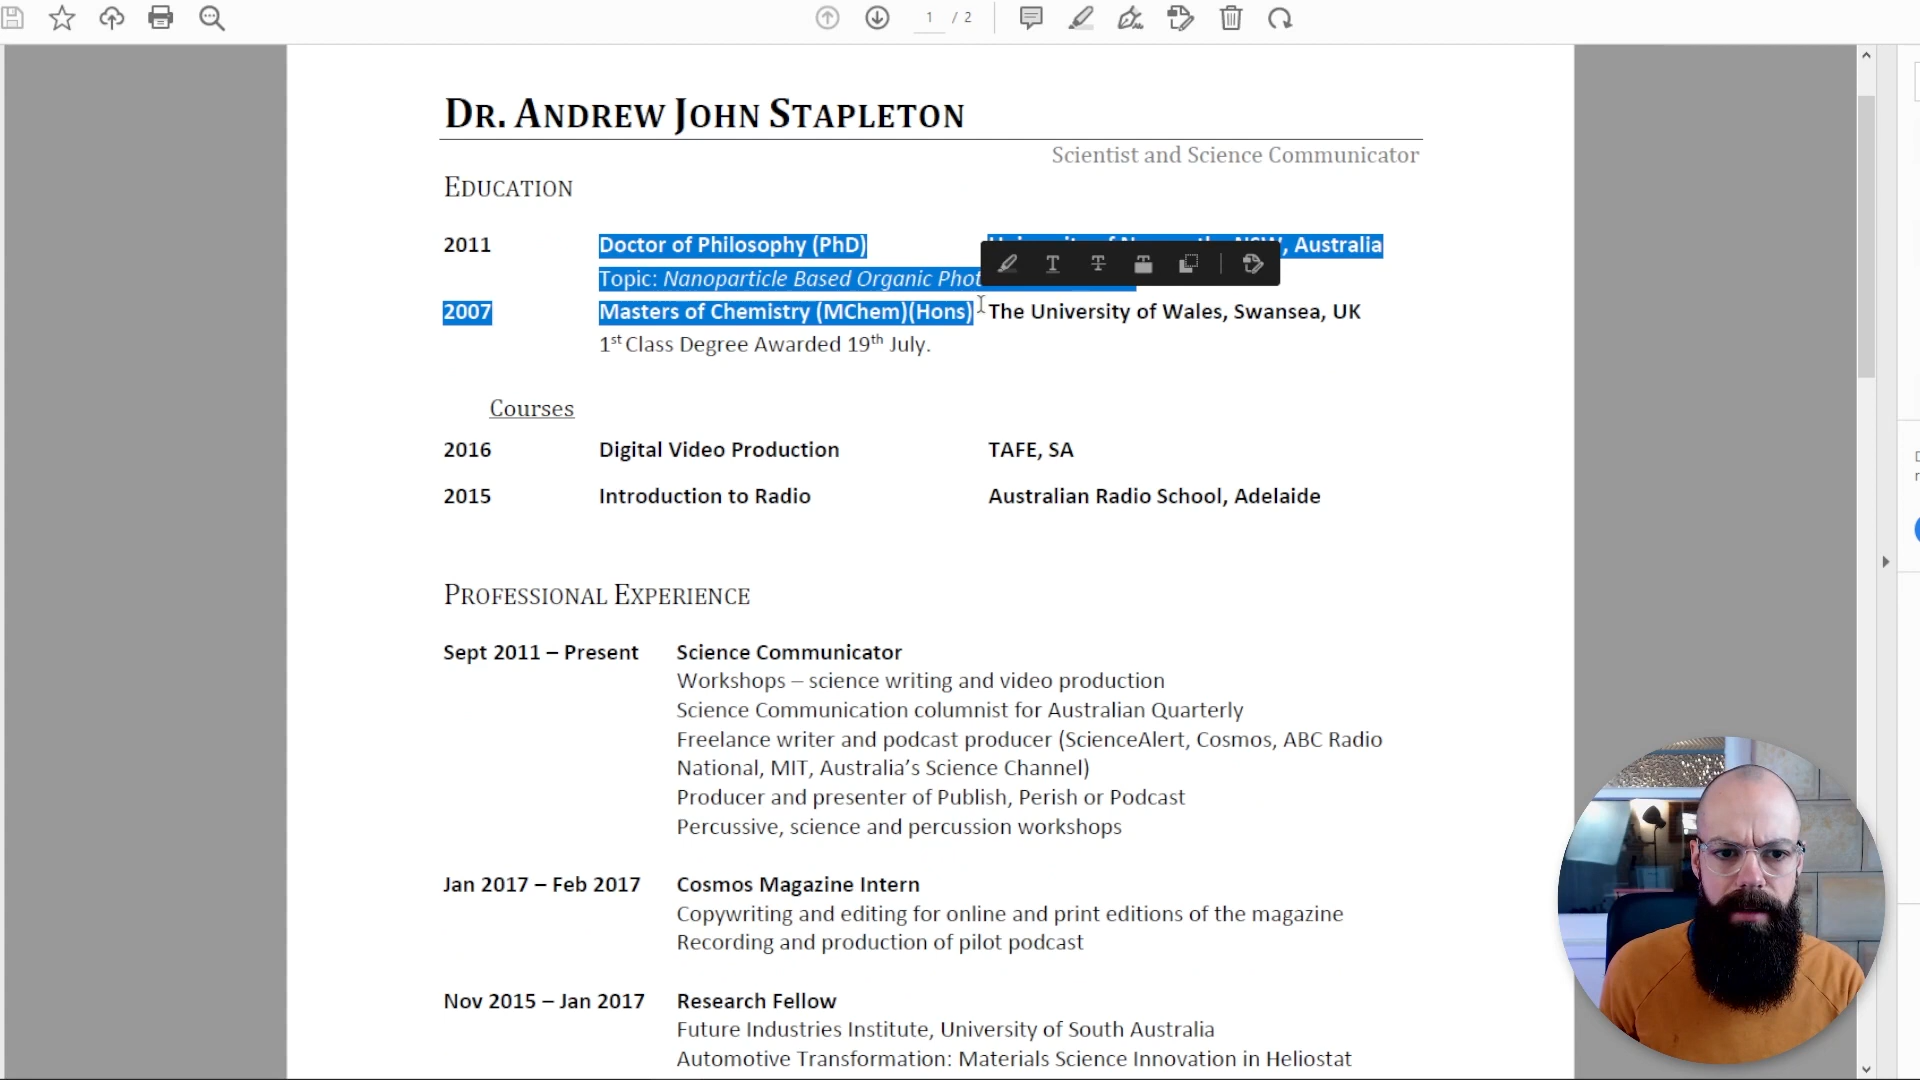 1 / 2
DR. ANDREW JOHN STAPLETON
Scientist and Science Communicator
EDUCATION
2011 Doctor of Philosophy (PhD) NSW, Australia
Topic: Nanoparticle Based Organic
2007 Masters of Chemistry (MChem)(Hons) The University of Wales, Swansea, UK
1st Class Degree Awarded 19th July.
Courses
2016 Digital Video Production TAFE, SA
2015 Introduction to Radio Australian Radio School, Adelaide
PROFESSIONAL EXPERIENCE
Sept 2011 – Present Science Communicator
Workshops – science writing and video production
Science Communication columnist for Australian Quarterly
Freelance writer and podcast producer (ScienceAlert, Cosmos, ABC Radio
National, MIT, Australia's Science Channel)
Producer and presenter of Publish, Perish or Podcast
Percussive, science and percussion workshops
Jan 2017 – Feb 2017 Cosmos Magazine Intern
Copywriting and editing for online and print editions of the magazine
Recording and production of pilot podcast
Nov 2015 – Jan 2017 Research Fellow
Future Industries Institute, University of South Australia
Automotive Transformation: Materials Science Innovation in Heliostat